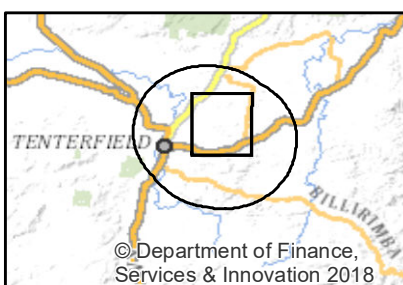 TENTERFIELD
BILLIRIMBA
© Department of Finance,
Services & Innovation 2018